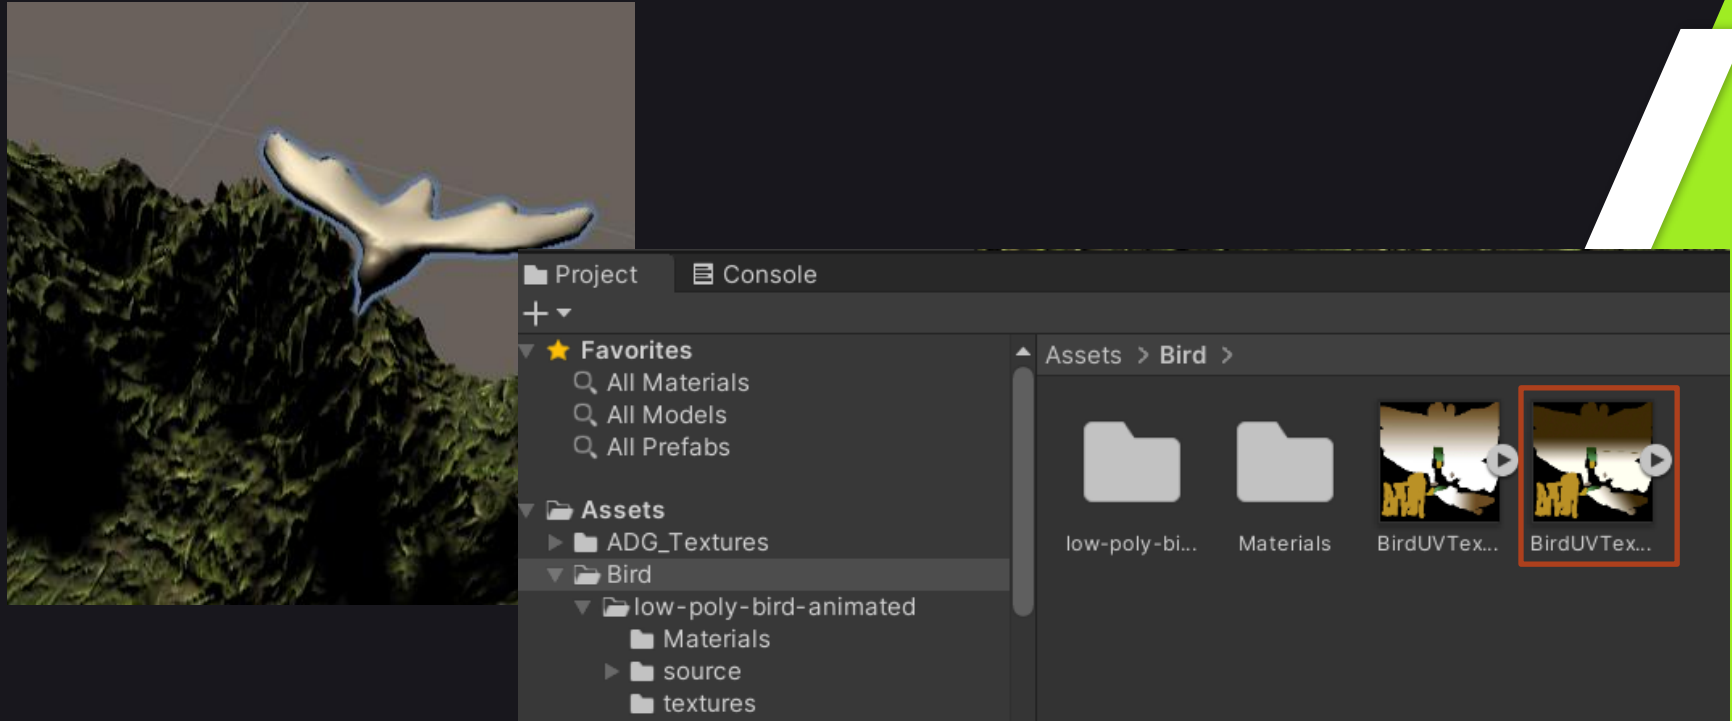 Project
Console
Favorites
All Materials
All Models
All Prefabs
Assets
ADG_Textures
Bird
low-poly-bird-animated
Materials
source
textures
Assets > Bird >
low-poly-bi...
Materials
BirdUVTex...
BirdUVTex...